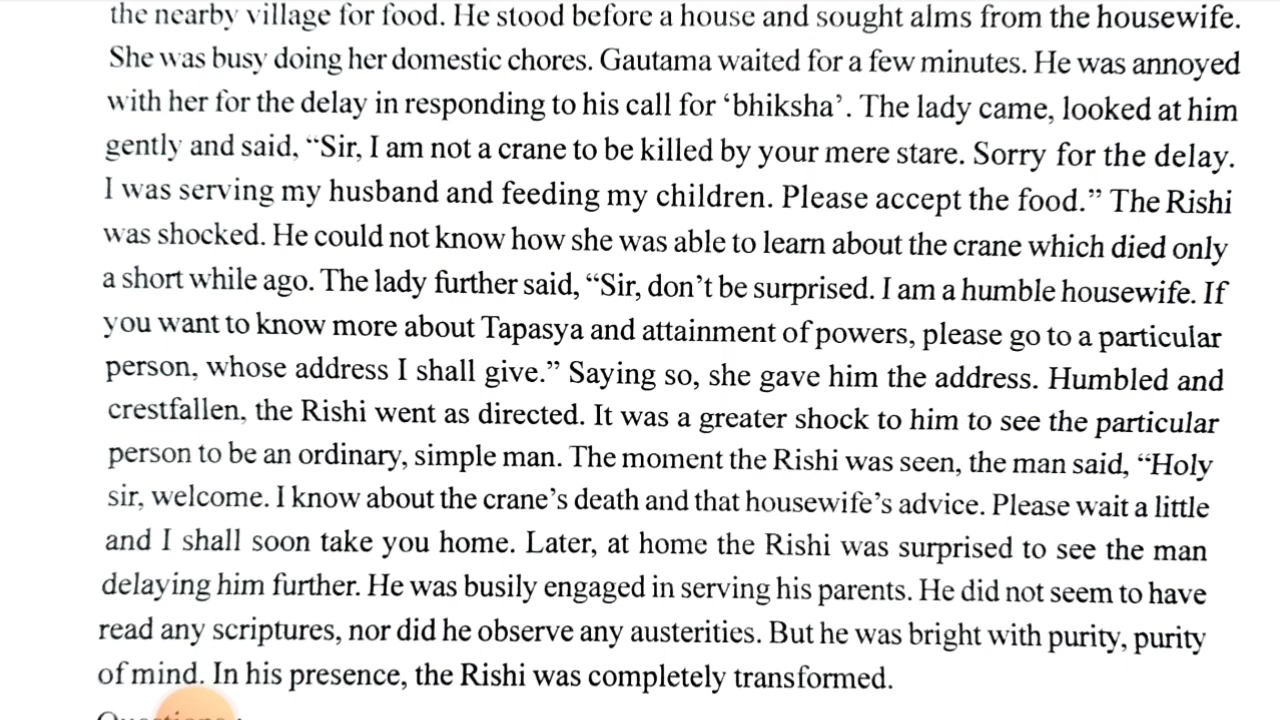 the nearby village for food. He stood before a house and sought alms from the housewife.
She was busy doing her domestic chores. Gautama waited for a few minutes. He was annoyed
with her for the delay in responding to his call for ‘bhiksha’. The lady came, looked at him
gently and said, “Sir, I am not a crane to be killed by your mere stare. Sorry for the delay.
I was serving my husband and feeding my children. Please accept the food.” The Rishi
was shocked. He could not know how she was able to learn about the crane which died only
a short while ago. The lady further said, “Sir, don’t be surprised. I am a humble housewife. If
you want to know more about Tapasya and attainment of powers, please go to a particular
person, whose address I shall give.” Saying so, she gave him the address. Humbled and
crestfallen, the Rishi went as directed. It was a greater shock to him to see the particular
person to be an ordinary, simple man. The moment the Rishi was seen, the man said, “Holy
sir, welcome. I know about the crane’s death and that housewife’s advice. Please wait a little
and I shall soon take you home. Later, at home the Rishi was surprised to see the man
delaying him further. He was busily engaged in serving his parents. He did not seem to have
read any scriptures, nor did he observe any austerities. But he was bright with purity, purity
of mind. In his presence, the Rishi was completely transformed.